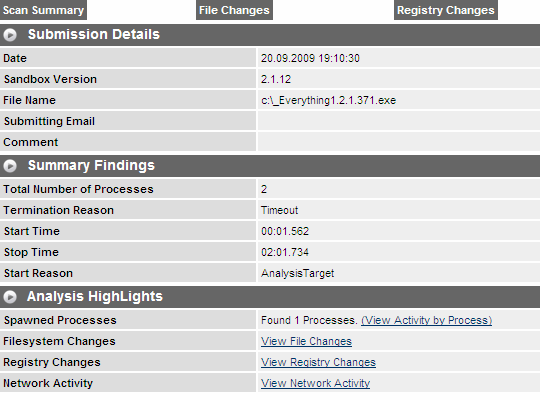 Scan Summary File Changes Registry Changes
Submission Details
Date 20.09.2009 19:10:30
Sandbox Version 2.1.12
File Name c:\_Everything1.2.1.371.exe
Submitting Email
Comment
Summary Findings
Total Number of Processes 2
Termination Reason Timeout
Start Time 00:01.562
Stop Time 02:01.734
Start Reason AnalysisTarget
Analysis HighLights
Spawned Processes Found 1 Processes. (View Activity by Process)
Filesystem Changes View File Changes
Registry Changes View Registry Changes
Network Activity View Network Activity